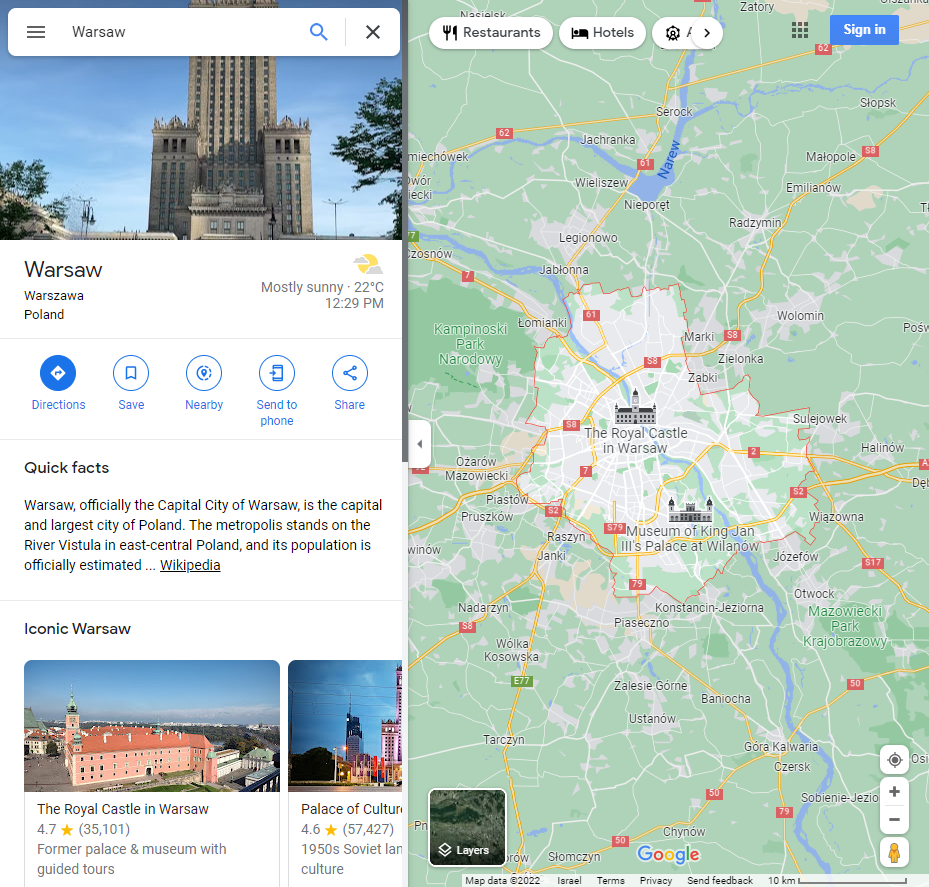 Warsaw
Restaurants
Hotels
Sign in
Warsaw
Warszawa
Poland
Mostly sunny · 22°C
12:29 PM
Directions
Save
Nearby
Send to
phone
Share
Quick facts
Warsaw, officially the Capital City of Warsaw, is the capital
and largest city of Poland. The metropolis stands on the
River Vistula in east-central Poland, and its population is
officially estimated ... Wikipedia
Iconic Warsaw
The Royal Castle in Warsaw
4.7 (35,101)
Former palace & museum with
guided tours
Palace of Culture
4.6 (57,427)
1950s Soviet
culture
Nasielsk
Zatory
62
Serock
Słopsk
62
Jachranka
Narew
61
Małopole
S8
Wieliszew
Emilianów
Nieporęt
Radzymin
7
Legionowo
7
Jabłonna
Łomianki
61
Wolomin
Kampinoski
Park
Narodowy
Marki
S8
S8
Zielonka
Ząbki
The Royal Castle
in Warsaw
S8
Sulejówek
Halinów
2
Ożarów
Mazowiecki
7
S2
Piastów
S2
Pruszków
Wiązowna
S79
Museum of King Jan
III's Palace at Wilanów
Raszyn
Janki
Józefów
S17
79
Otwock
Nadarzyn
Konstancin-Jeziorna
Mazowiecki
Park
Krajobrazowy
S8
Piaseczno
Wólka
Kosowska
E77
Zalesie Górne
50
Baniocha
Ustanów
Tarczyn
Góra Kalwaria
Czersk
50
79
Sobienie-Jezio
Chynów
50
Słomczyn
Layers
Google
Map data ©2022
Israel
Terms
Privacy
Send feedback
10 km